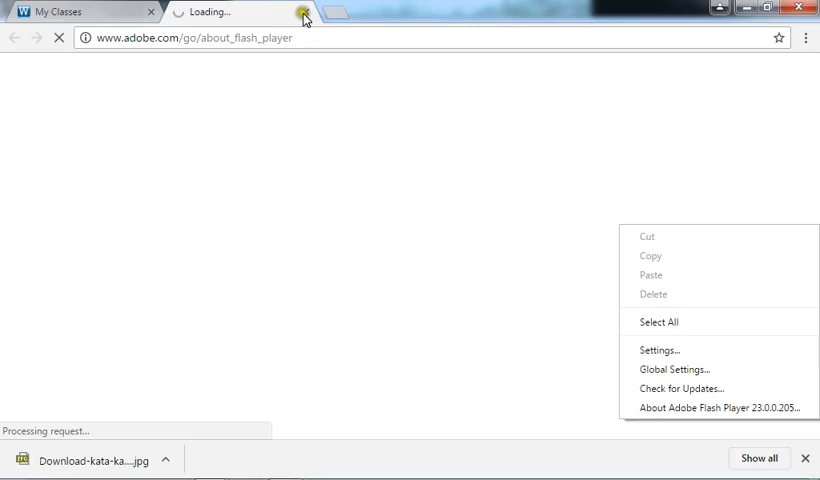 My Classes
Loading...
www.adobe.com/go/about_flash_player
Cut
Copy
Paste
Delete
Select All
Settings...
Global Settings...
Check for Updates...
About Adobe Flash Player 23.0.0.205...
Processing request...
Download-kata-ka....jpg
Show all